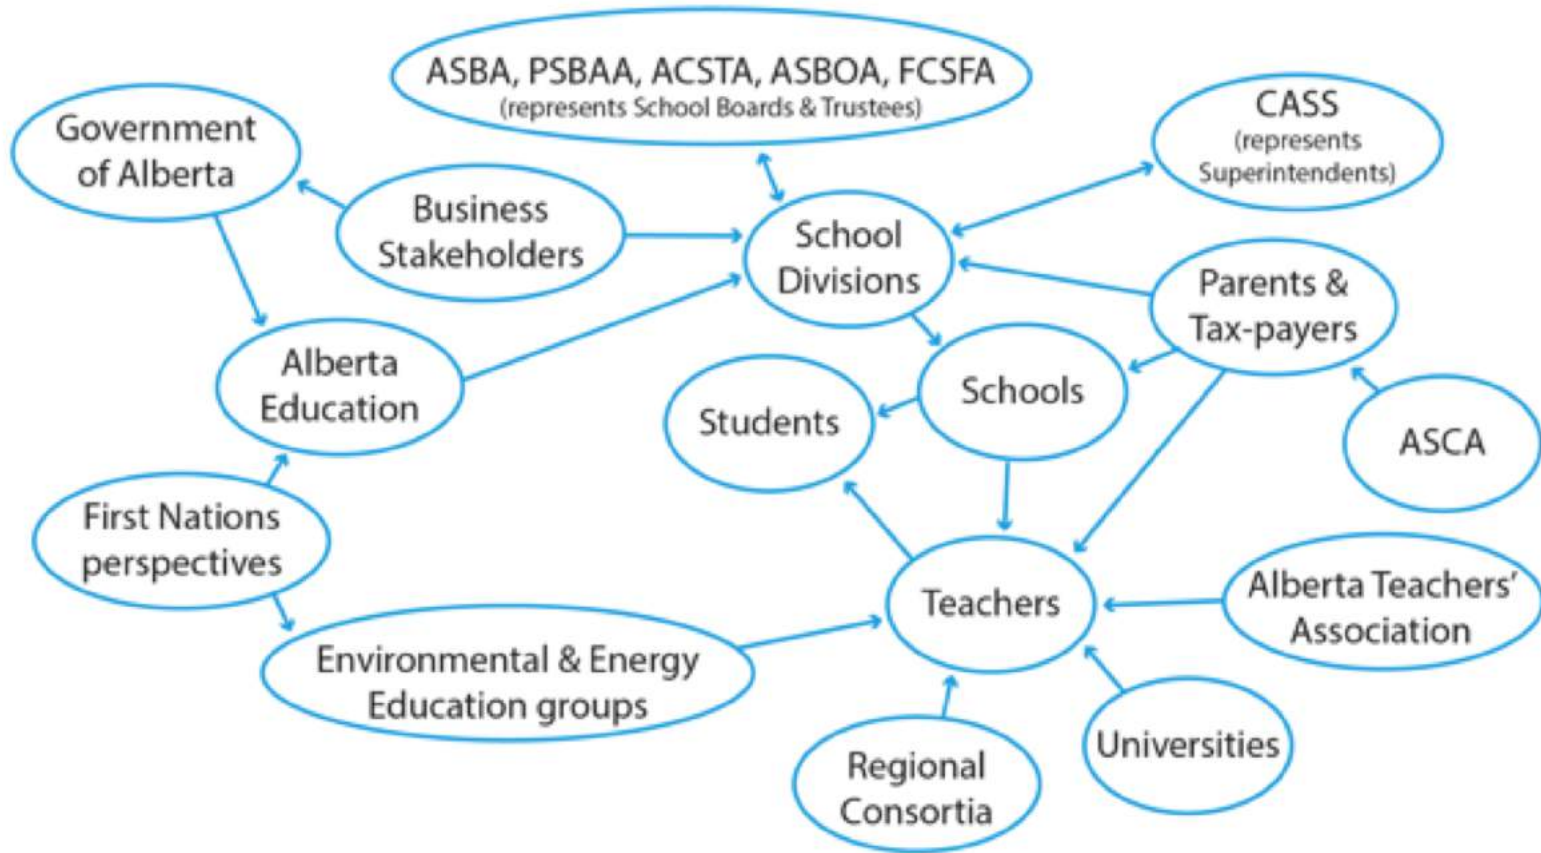 ASBA, PSBAA, ACSTA, ASBOA, FCSFA
(represents School Boards & Trustees)
Government
of Alberta
CASS
(represents
Superintendents)
Business
Stakeholders
School
Divisions
Parents &
Tax-payers
Alberta
Education
Students
Schools
ASCA
First Nations
perspectives
Teachers
Alberta Teachers’
Association
Environmental & Energy
Education groups
Regional
Consortia
Universities